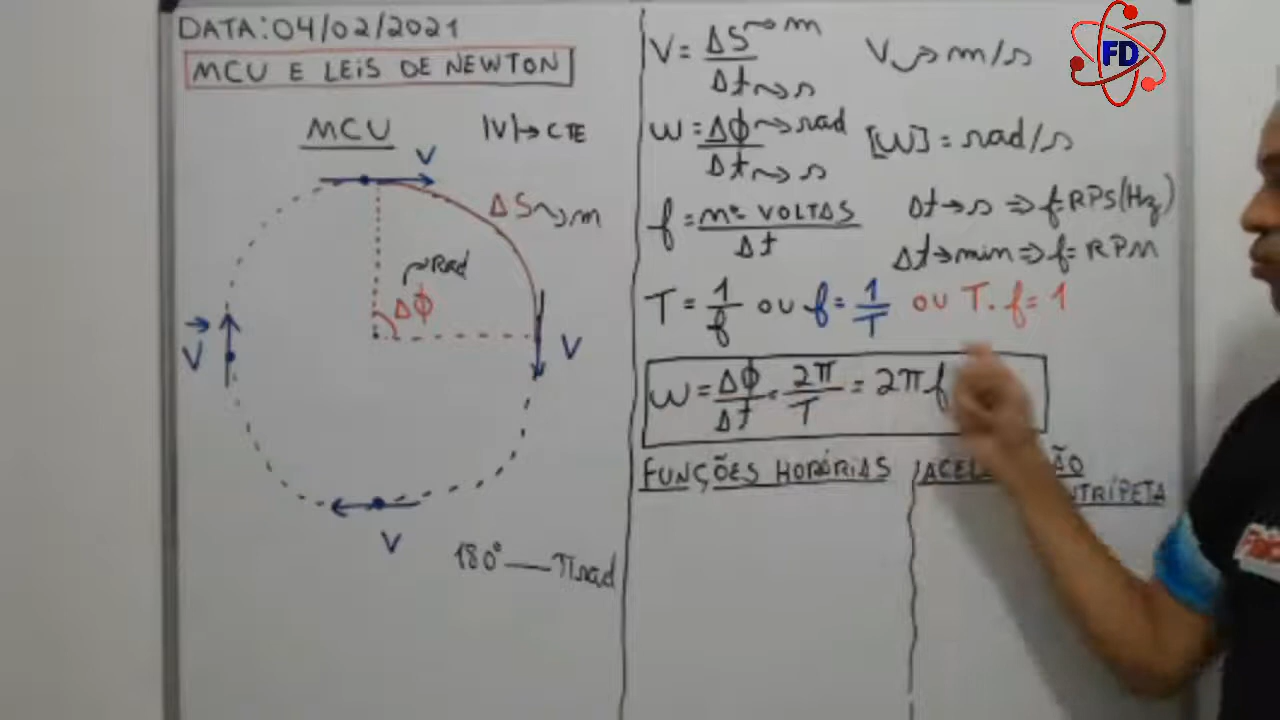 DATA: 04/02/2021
MCU E LEIS DE NEWTON
MCU |V|→ CTE
V
ΔS⤳m
Rad
Δϕ
V
V
V
180° — π rad
V = ΔS⤳m / Δt⤳s V⤳m/s
ω = Δϕ⤳rad / Δt⤳s [ω] = rad/s
f = nº VOLTAS / Δt
Δt→s ⇒ f=RPS(Hz)
Δt→min ⇒ f=RPM
T = 1/f OU f = 1/T OU T.f=1
ω = Δϕ/Δt = 2π/T = 2πf
FUNÇÕES HORÁRIAS
FD